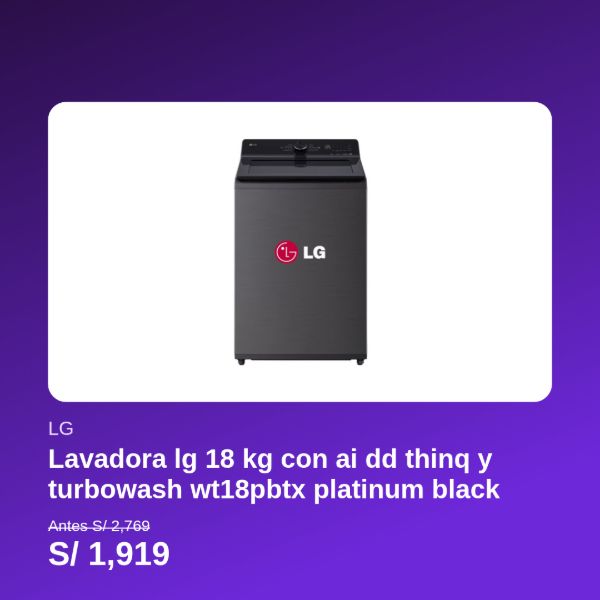 LG
LG
Lavadora lg 18 kg con ai dd thinq y
turbowash wt18pbtx platinum black
Antes S/ 2,769
S/ 1,919